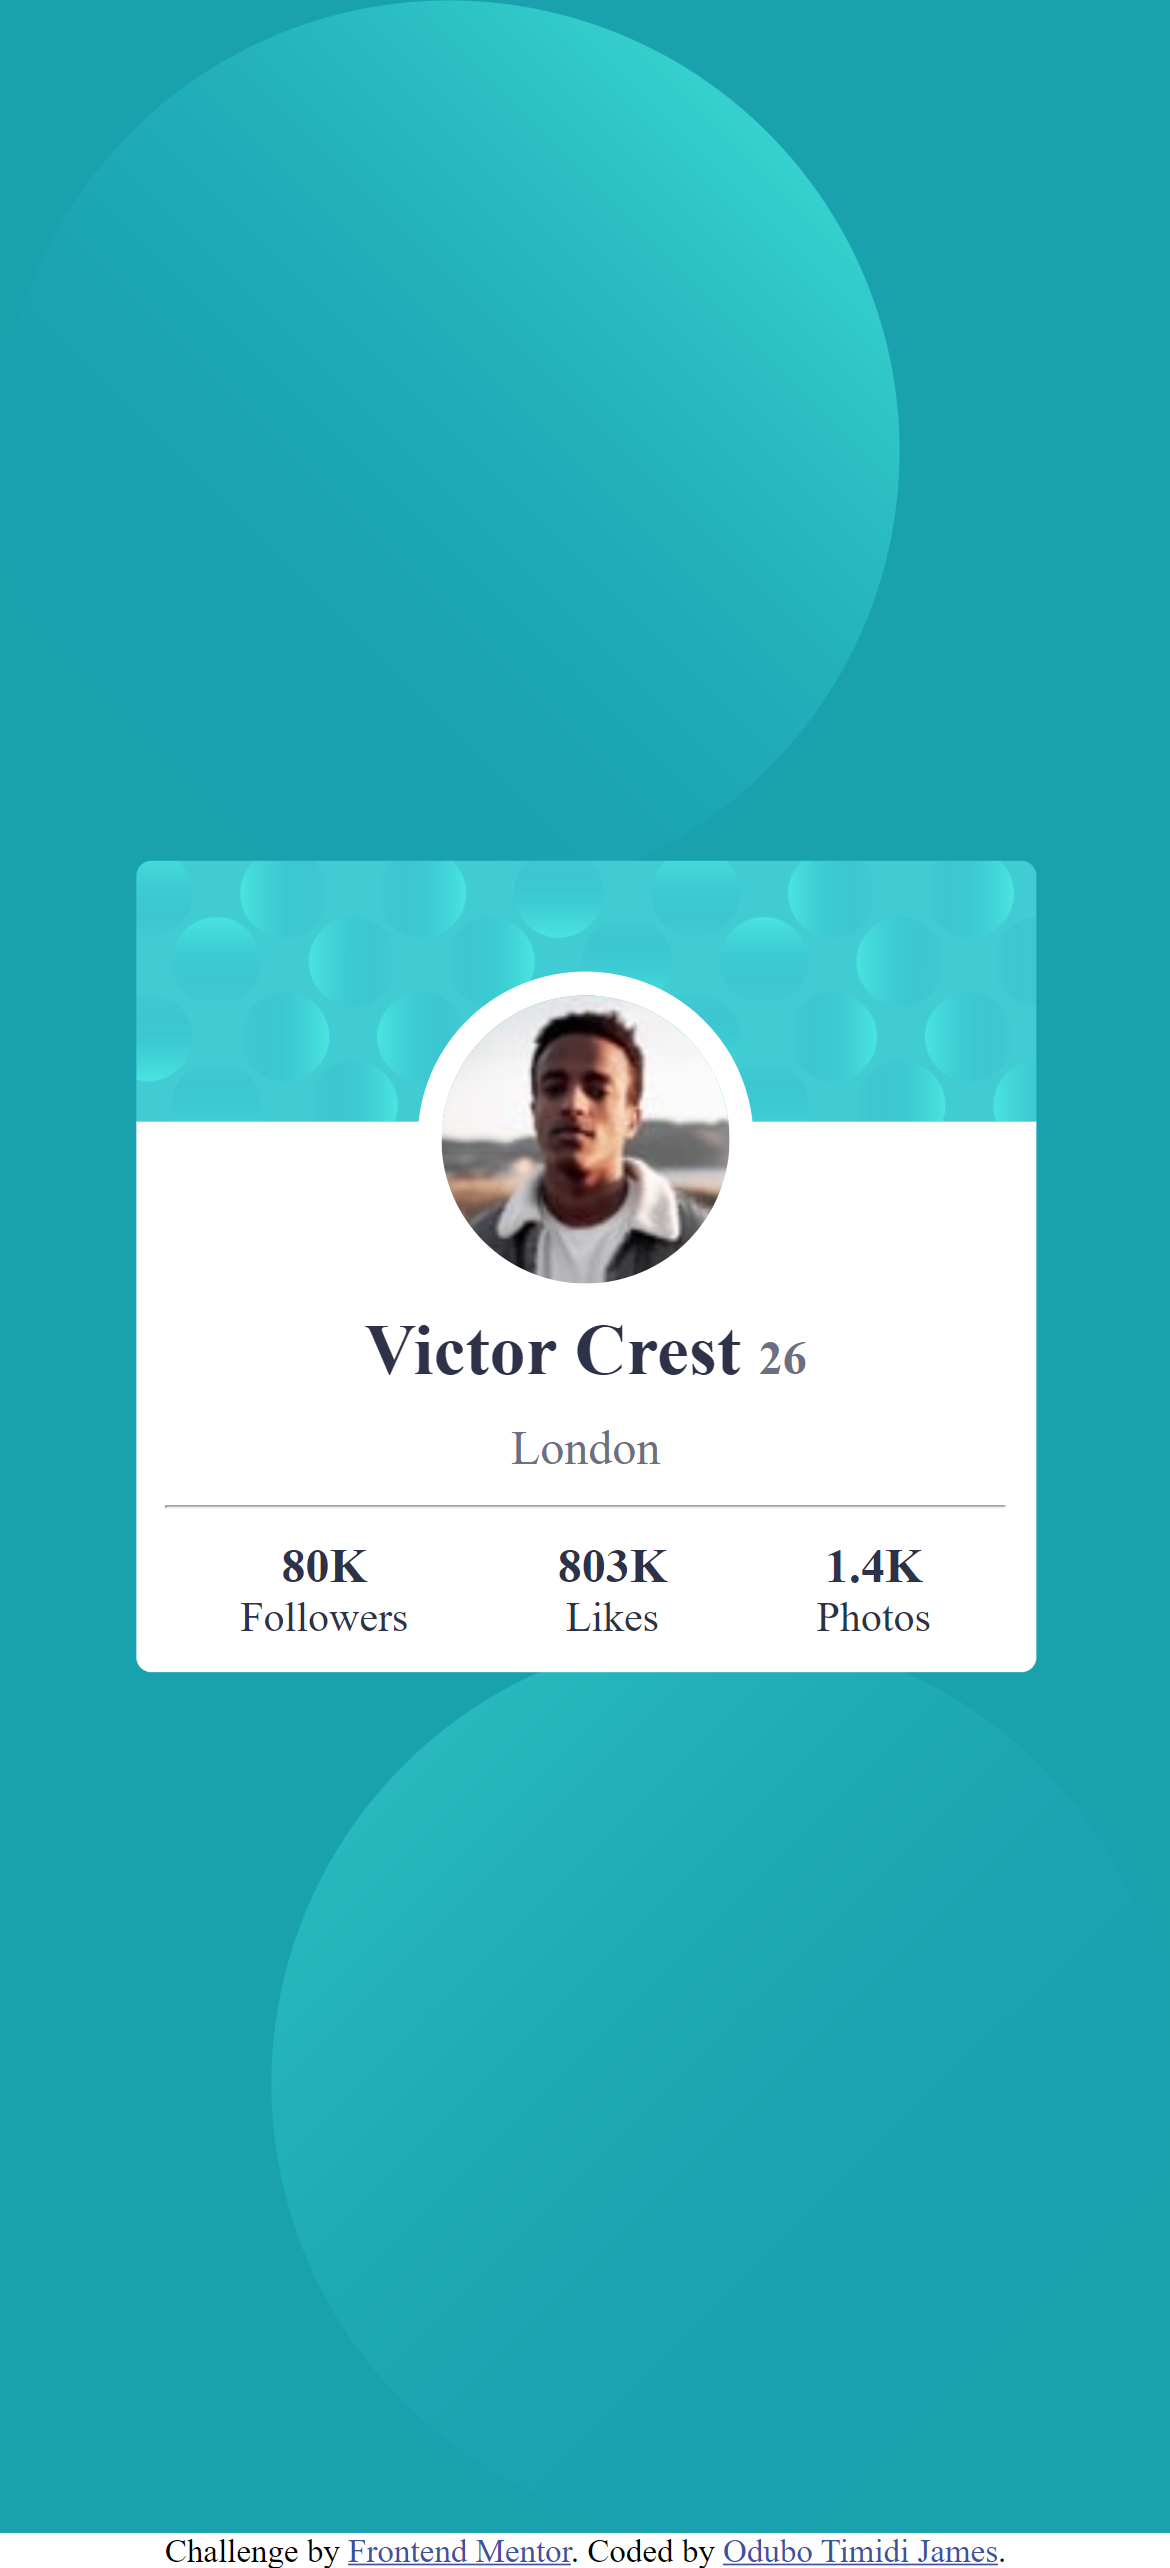 Victor Crest 26
London
80K 803K 1.4K
Followers Likes Photos
Challenge by Frontend Mentor. Coded by Odubo Timidi James.